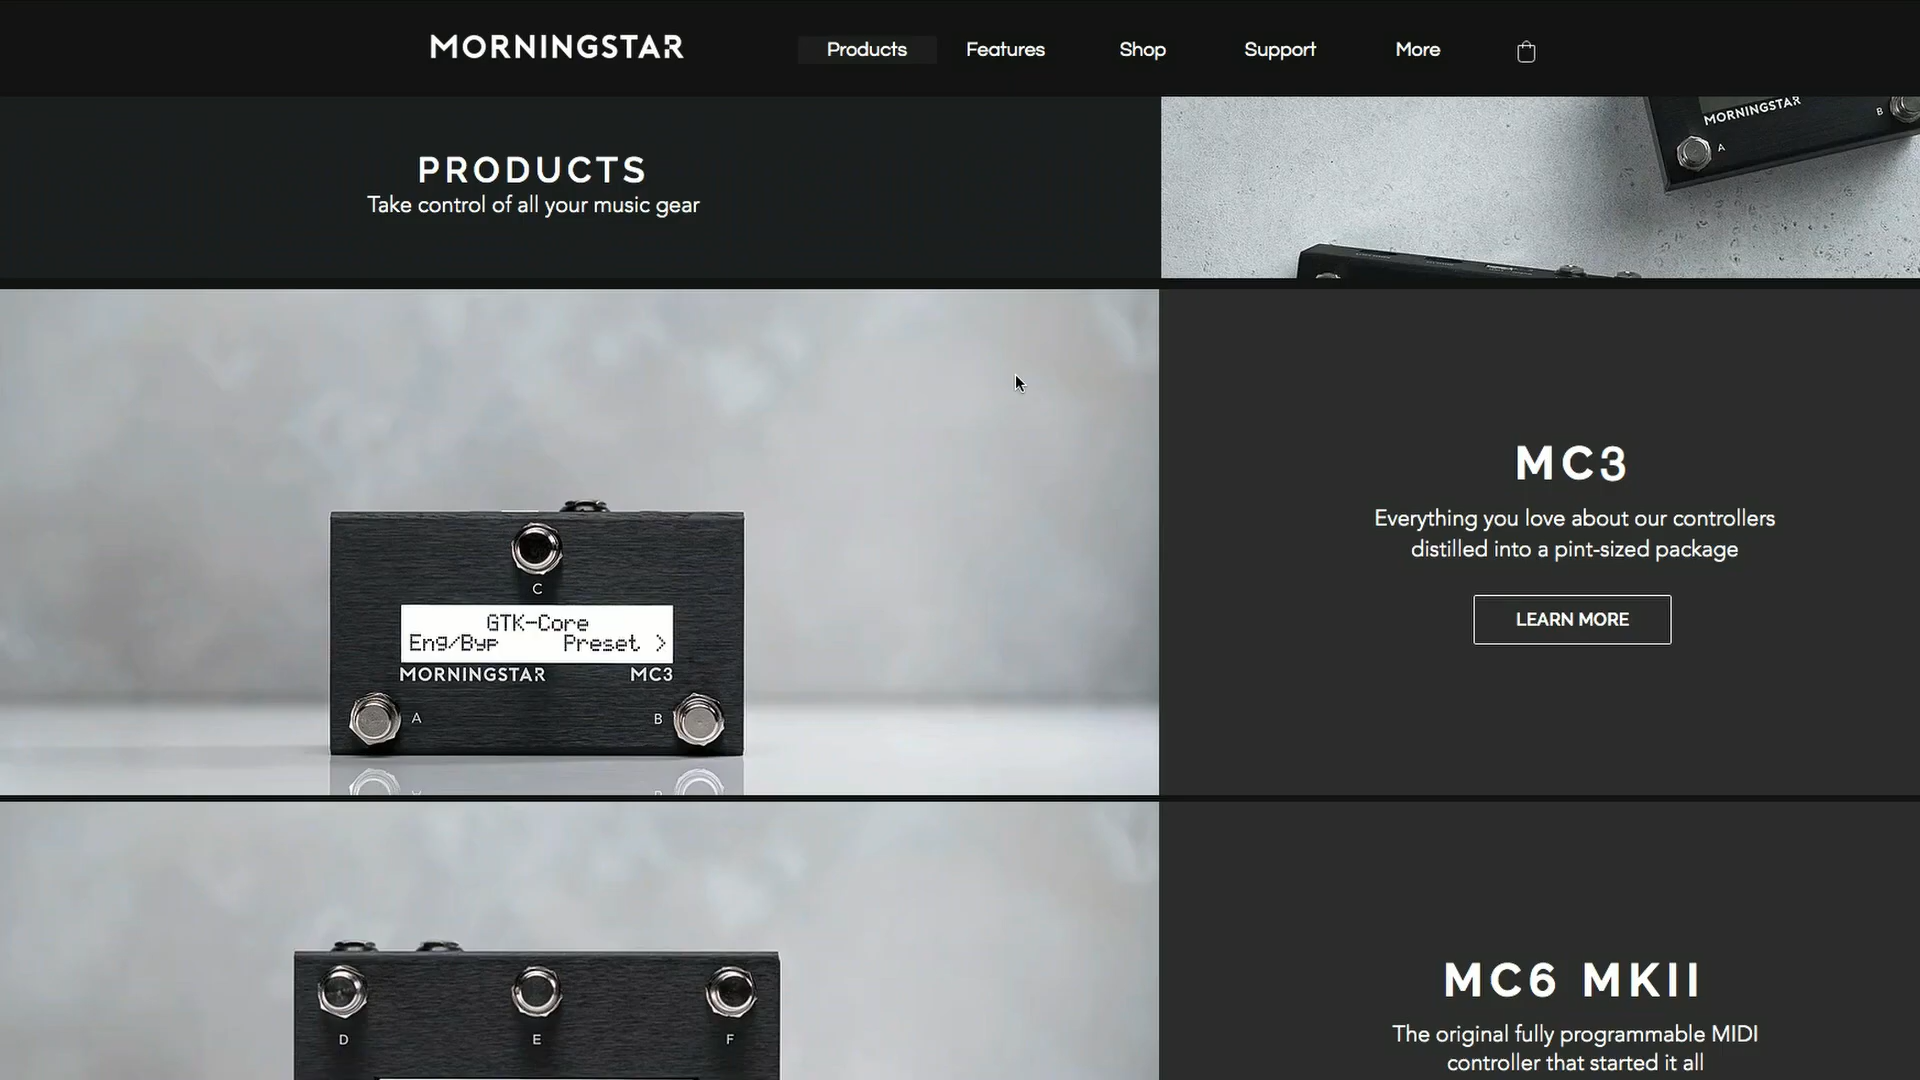 MORNINGSTAR
Products
Features
Shop
Support
More
PRODUCTS
Take control of all your music gear
MORNINGSTAR
A
B
C
GTK-Core
Eng/Byp
Preset >
MORNINGSTAR
MC3
A
B
MC3
Everything you love about our controllers
distilled into a pint-sized package
LEARN MORE
D
E
F
MC6 MKII
The original fully programmable MIDI
controller that started it all